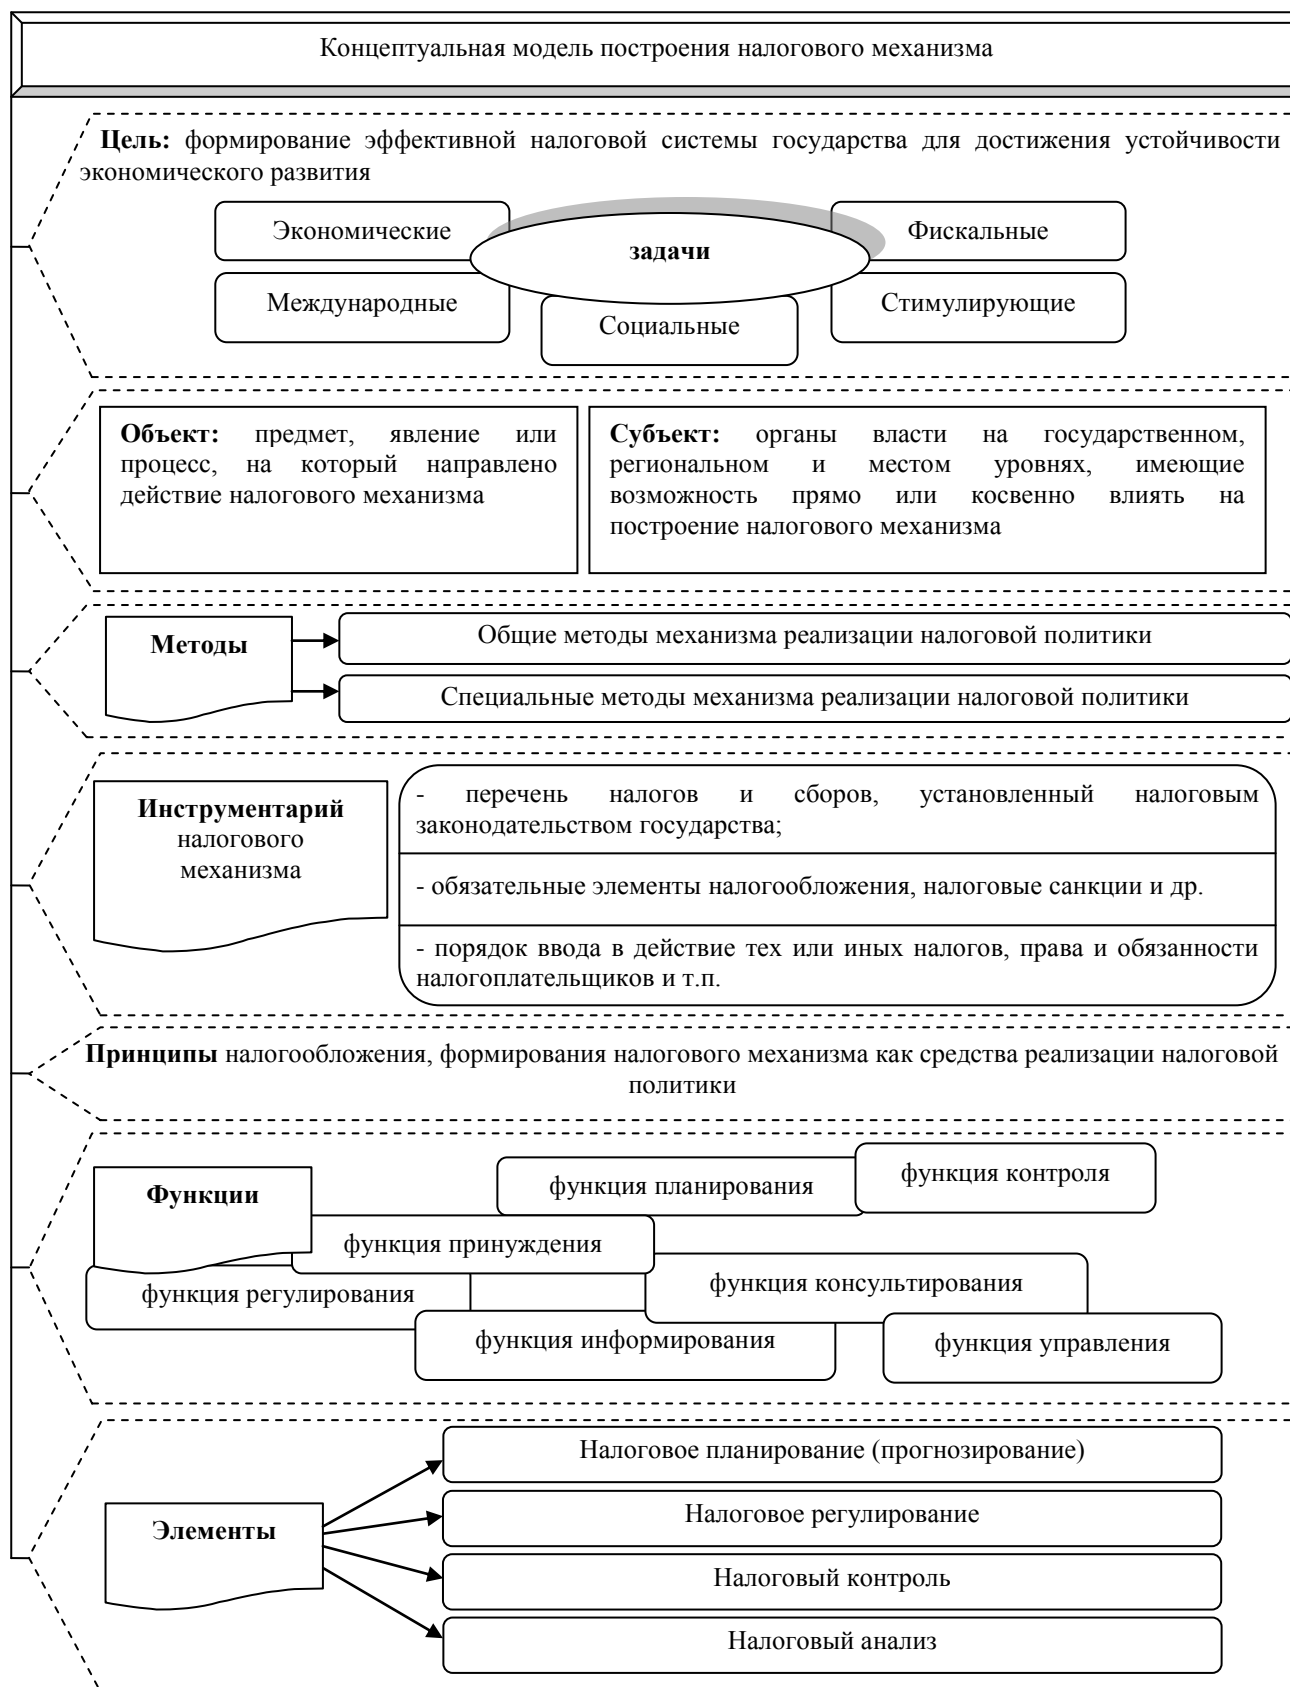 Концептуальная модель построения налогового механизма
Цель: формирование эффективной налоговой системы государства для достижения устойчивости
экономического развития
Экономические
задачи
Фискальные
Международные
Социальные
Стимулирующие
Объект: предмет, явление или
процесс, на который направлено
действие налогового механизма
Субъект: органы власти на государственном,
региональном и местом уровнях, имеющие
возможность прямо или косвенно влиять на
построение налогового механизма
Методы
Общие методы механизма реализации налоговой политики
Специальные методы механизма реализации налоговой политики
Инструментарий
налогового
механизма
- перечень налогов и сборов, установленный налоговым
законодательством государства;
- обязательные элементы налогообложения, налоговые санкции и др.
- порядок ввода в действие тех или иных налогов, права и обязанности
налогоплательщиков и т.п.
Принципы налогообложения, формирования налогового механизма как средства реализации налоговой
политики
Функции
функция планирования
функция контроля
функция принуждения
функция регулирования
функция консультирования
функция информирования
функция управления
Элементы
Налоговое планирование (прогнозирование)
Налоговое регулирование
Налоговый контроль
Налоговый анализ